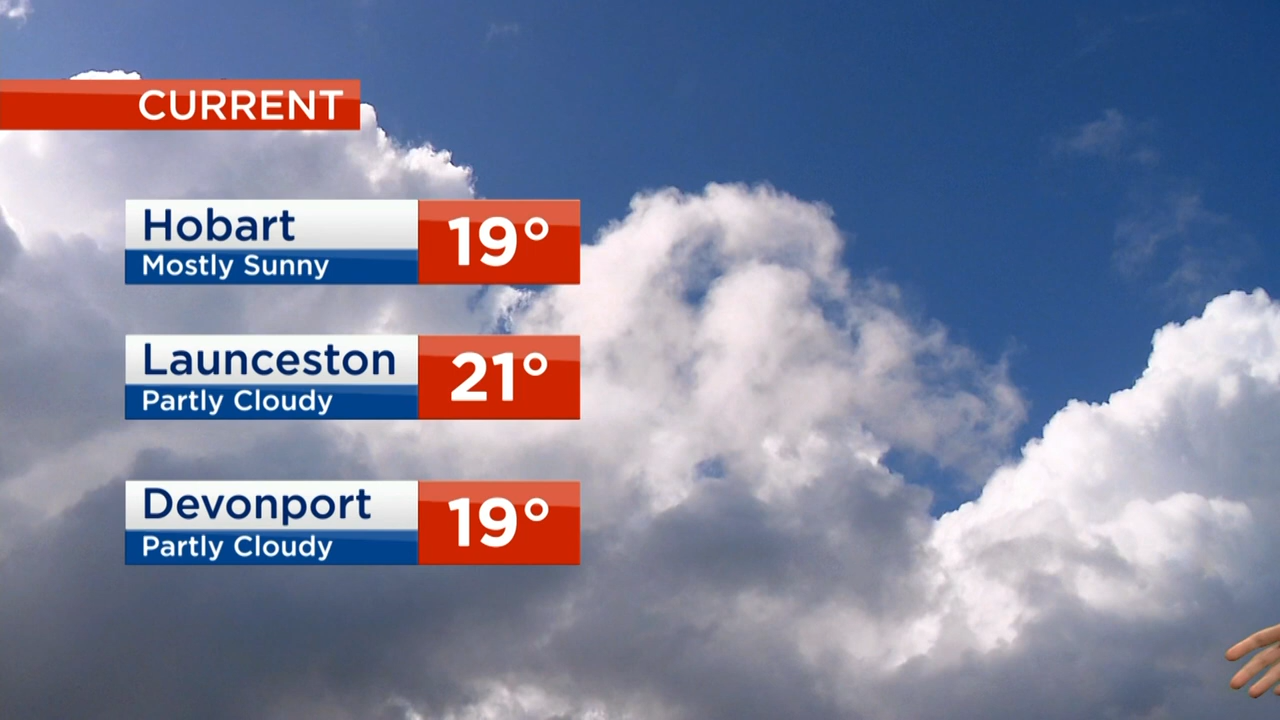 CURRENT
Hobart
Mostly Sunny
19°
Launceston
Partly Cloudy
21°
Devonport
Partly Cloudy
19°